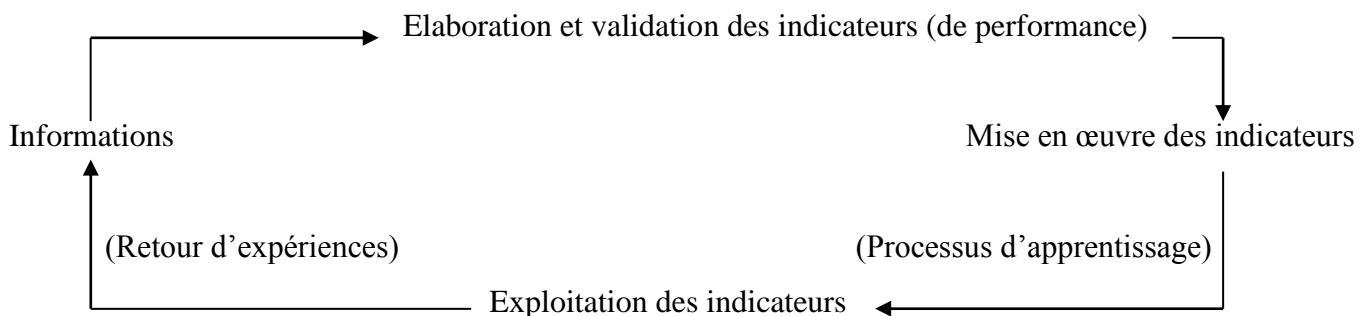 Elaboration et validation des indicateurs (de performance)
Informations
Mise en œuvre des indicateurs
(Retour d’expériences)
(Processus d’apprentissage)
Exploitation des indicateurs